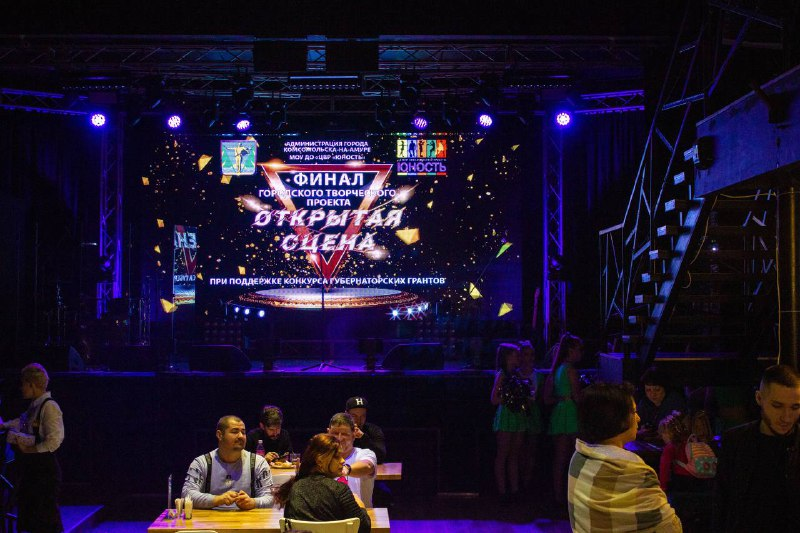 АДМИНИСТРАЦИЯ ГОРОДА
КОМСОМОЛЬСКА-НА-АМУРЕ
МОУ ДО «ЦВР «ЮНОСТЬ»
ЮНОСТЬ
ФИНАЛ
ГОРОДСКОГО ТВОРЧЕСКОГО
ПРОЕКТА
ОТКРЫТАЯ
СЦЕНА
ПРИ ПОДДЕРЖКЕ КОНКУРСА ГУБЕРНАТОРСКИХ ГРАНТОВ
H